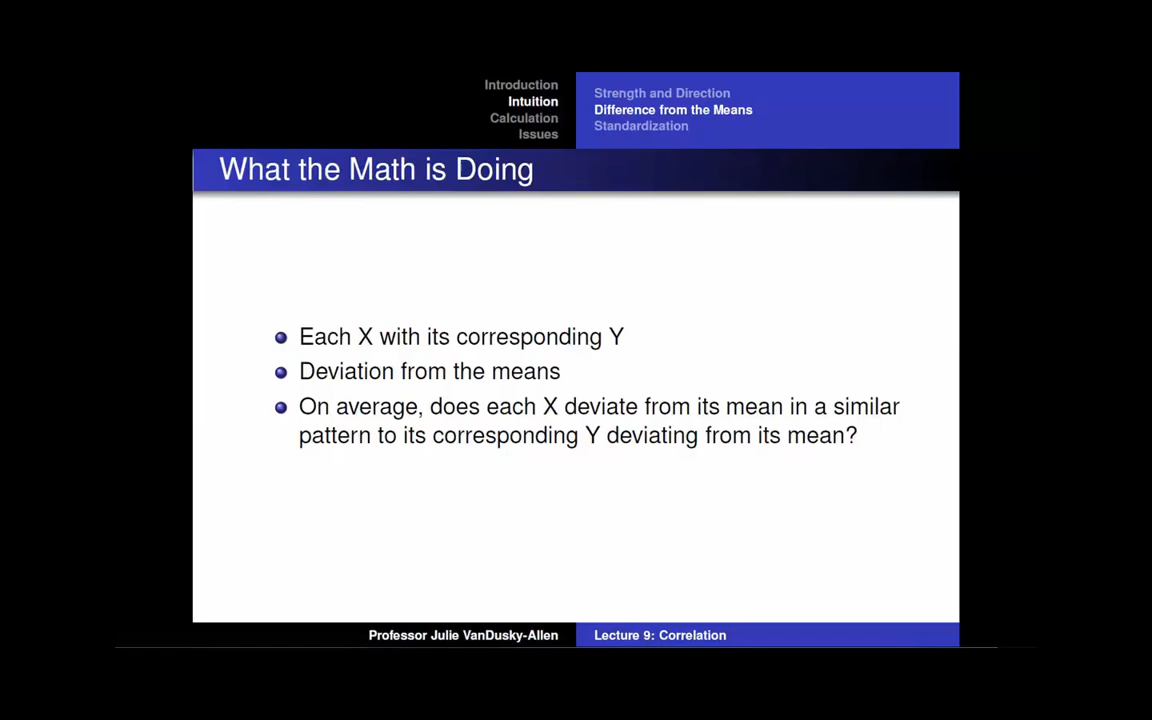 Introduction
Intuition
Calculation
Issues
Strength and Direction
Difference from the Means
Standardization
What the Math is Doing
Each X with its corresponding Y
Deviation from the means
On average, does each X deviate from its mean in a similar
pattern to its corresponding Y deviating from its mean?
Professor Julie VanDusky-Allen
Lecture 9: Correlation